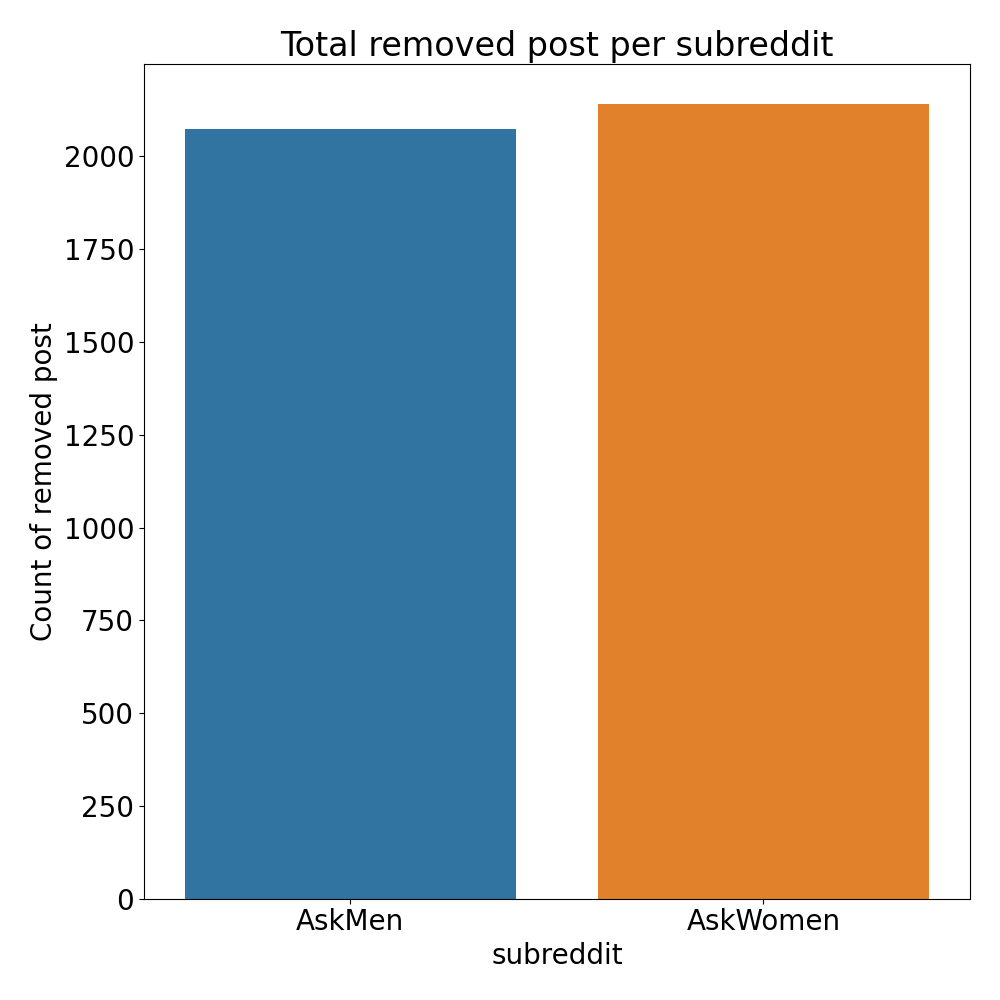 Total removed post per subreddit
Count of removed post
2000
1750
1500
1250
1000
750
500
250
0
AskMen
AskWomen
subreddit